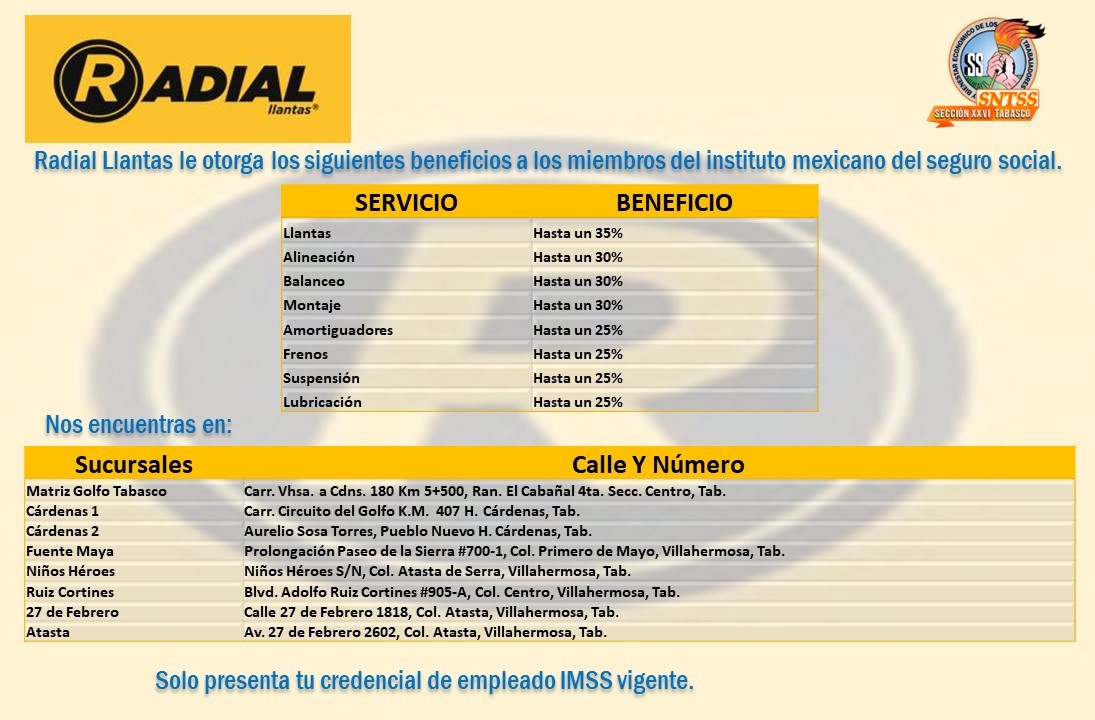 RADIAL
llantas®
Y BIENESTAR ECONOMICO DE LOS TRABAJADORES
SS
SNTSS
SECCIÓN XXVI TABASCO
Radial Llantas le otorga los siguientes beneficios a los miembros del instituto mexicano del seguro social.
SERVICIO BENEFICIO
Llantas Hasta un 35%
Alineación Hasta un 30%
Balanceo Hasta un 30%
Montaje Hasta un 30%
Amortiguadores Hasta un 25%
Frenos Hasta un 25%
Suspensión Hasta un 25%
Lubricación Hasta un 25%
Nos encuentras en:
Sucursales Calle Y Número
Matriz Golfo Tabasco Carr. Vhsa. a Cdns. 180 Km 5+500, Ran. El Cabañal 4ta. Secc. Centro, Tab.
Cárdenas 1 Carr. Circuito del Golfo K.M. 407 H. Cárdenas, Tab.
Cárdenas 2 Aurelio Sosa Torres, Pueblo Nuevo H. Cárdenas, Tab.
Fuente Maya Prolongación Paseo de la Sierra #700-1, Col. Primero de Mayo, Villahermosa, Tab.
Niños Héroes Niños Héroes S/N, Col. Atasta de Serra, Villahermosa, Tab.
Ruiz Cortines Blvd. Adolfo Ruiz Cortines #905-A, Col. Centro, Villahermosa, Tab.
27 de Febrero Calle 27 de Febrero 1818, Col. Atasta, Villahermosa, Tab.
Atasta Av. 27 de Febrero 2602, Col. Atasta, Villahermosa, Tab.
Solo presenta tu credencial de empleado IMSS vigente.